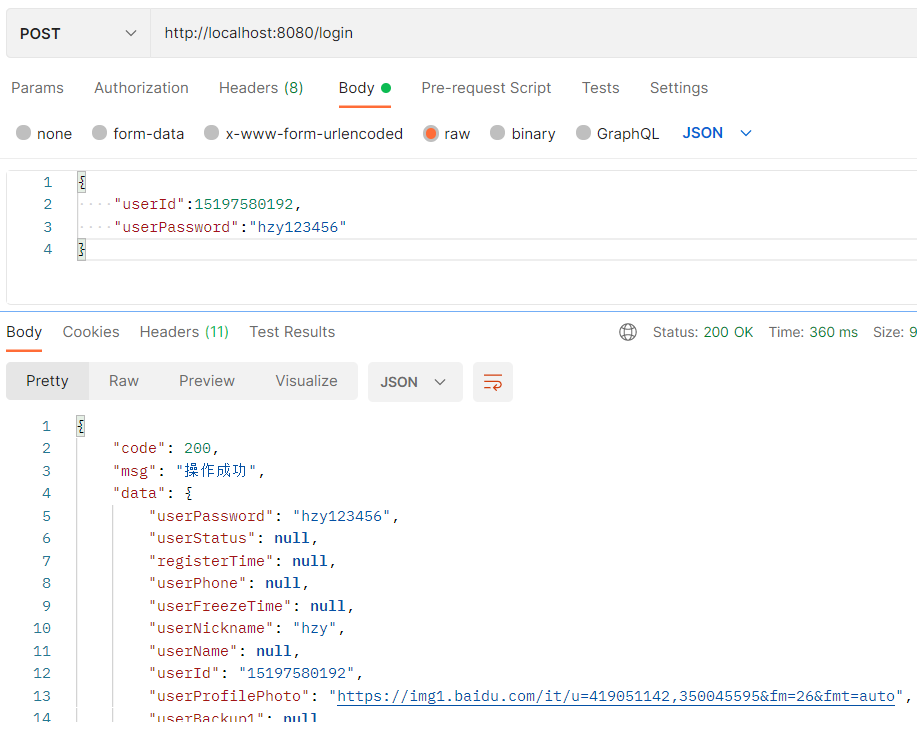 POST http://localhost:8080/login
Params Authorization Headers (8) Body Pre-request Script Tests Settings
none form-data x-www-form-urlencoded raw binary GraphQL JSON
1 {
2 ····"userId":15197580192,
3 ····"userPassword":"hzy123456"
4 }
Body Cookies Headers (11) Test Results Status: 200 OK Time: 360 ms Size: 9
Pretty Raw Preview Visualize JSON
1 {
2 "code": 200,
3 "msg": "操作成功",
4 "data": {
5 "userPassword": "hzy123456",
6 "userStatus": null,
7 "registerTime": null,
8 "userPhone": null,
9 "userFreezeTime": null,
10 "userNickname": "hzy",
11 "userName": null,
12 "userId": "15197580192",
13 "userProfilePhoto": "https://img1.baidu.com/it/u=419051142,350045595&fm=26&fmt=auto",
14 "userBackup1": null